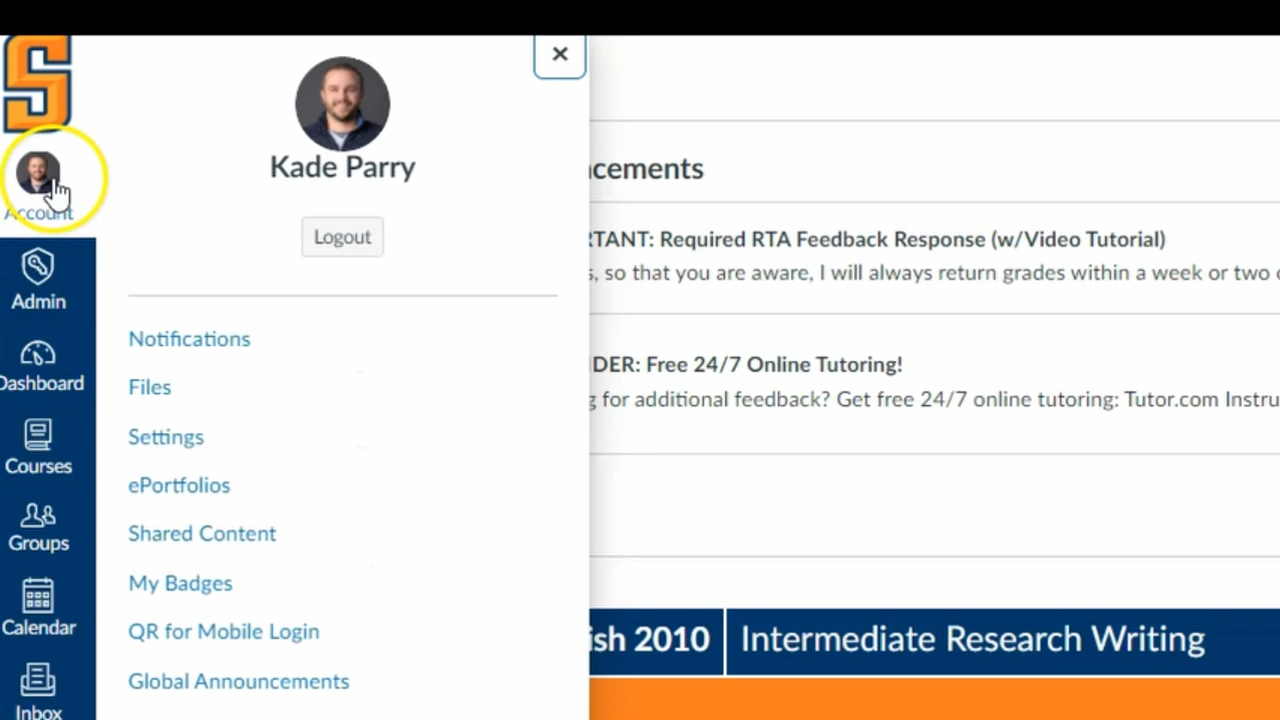 S
×
Account
Admin
Dashboard
Courses
Groups
Calendar
Inbox
Kade Parry
Logout
Notifications
Files
Settings
ePortfolios
Shared Content
My Badges
QR for Mobile Login
Global Announcements
cements
RTANT: Required RTA Feedback Response (w/Video Tutorial)
s, so that you are aware, I will always return grades within a week or two
DER: Free 24/7 Online Tutoring!
g for additional feedback? Get free 24/7 online tutoring: Tutor.com Instru
ish 2010 Intermediate Research Writing